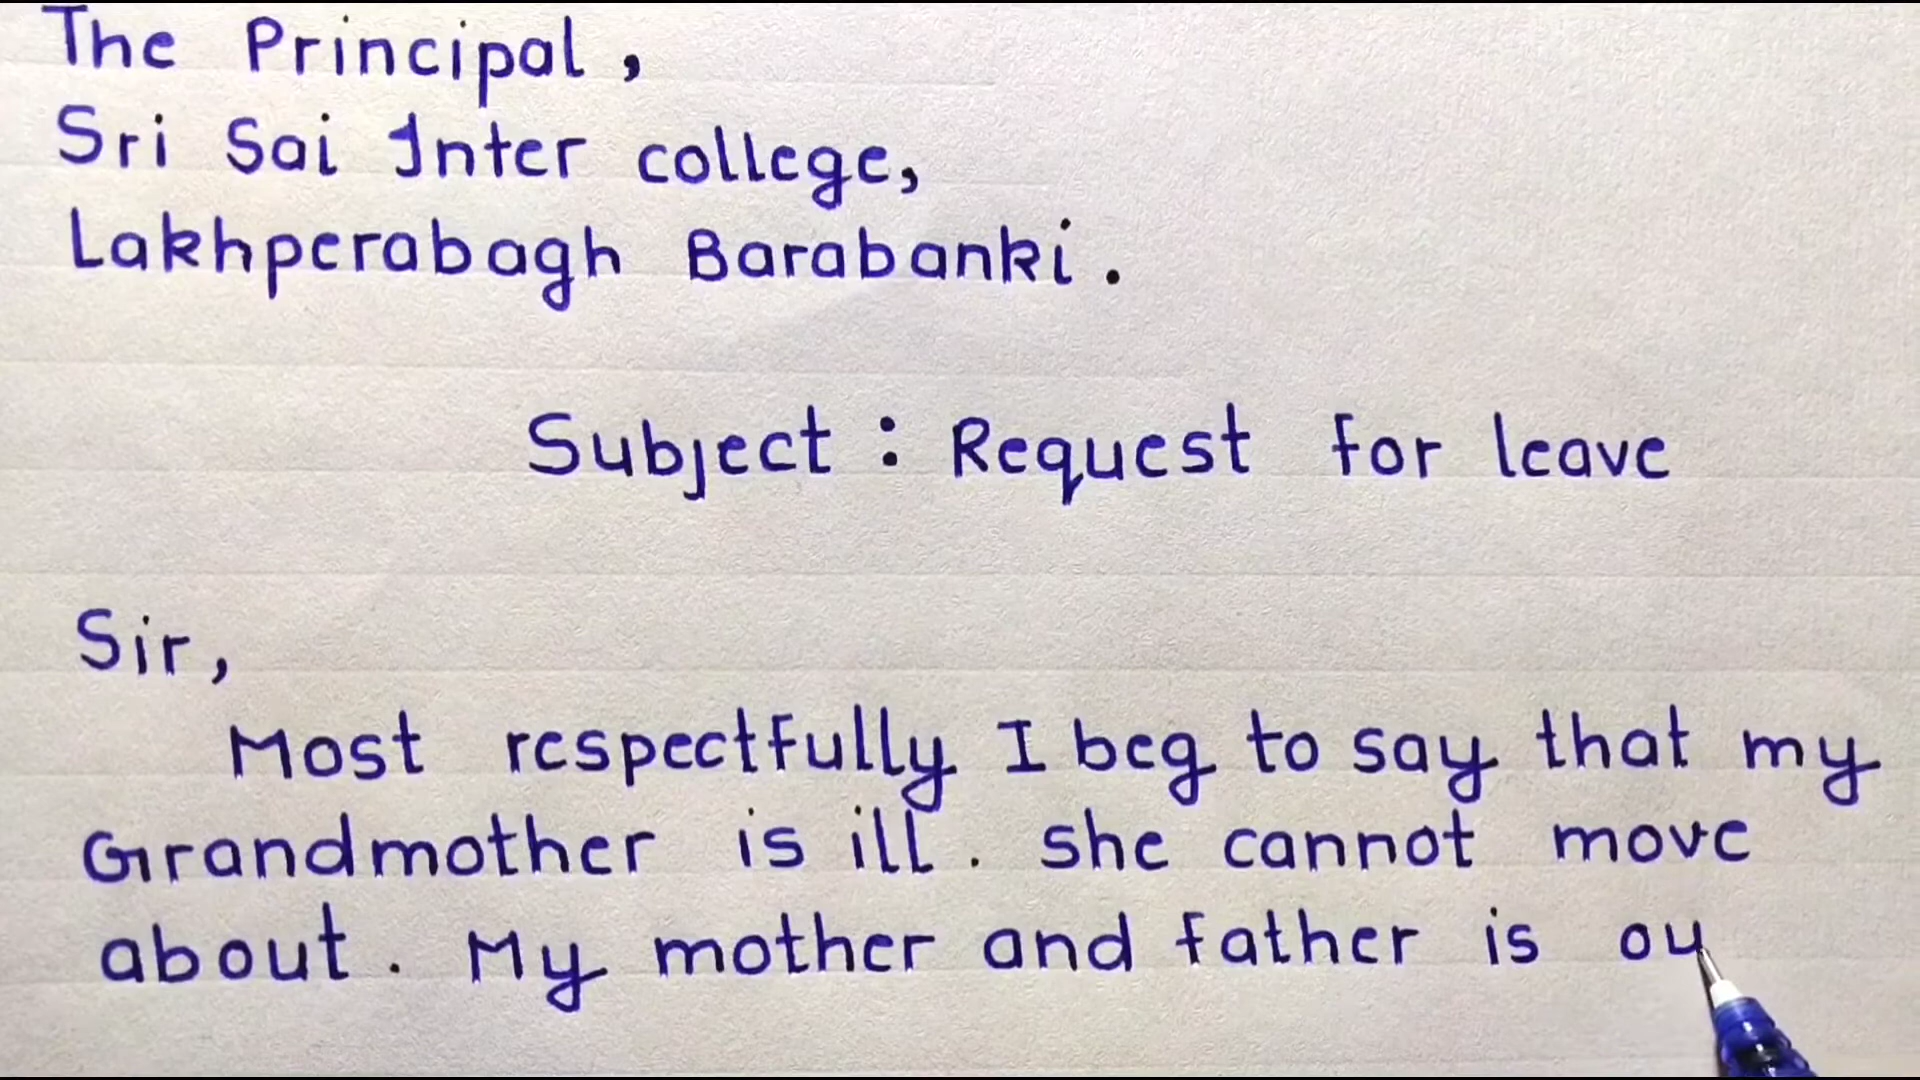 The Principal,
Sri Sai Inter college,
Lakhperabagh Barabanki.
Subject : Request for leave
Sir,
Most respectfully I beg to say that my
Grandmother is ill. she cannot move
about. My mother and father is ou